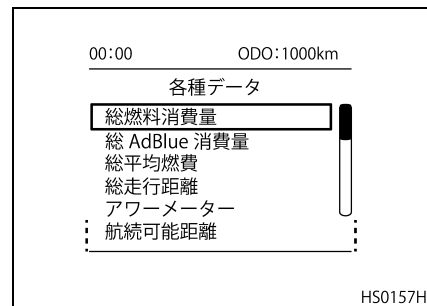 00:00 ODO:1000km
各種データ
総燃料消費量
総 AdBlue 消費量
総平均燃費
総走行距離
アワーメーター
航続可能距離
HS0157H